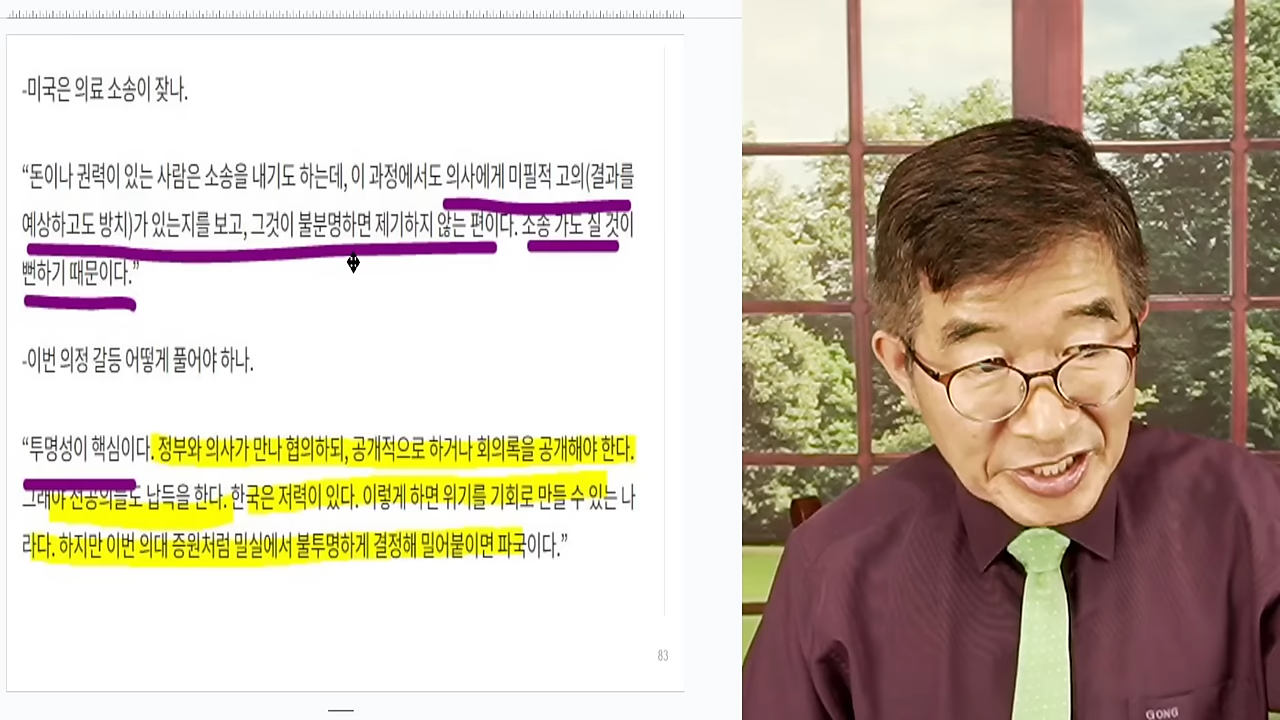 -미국은 의료 소송이 잦나.
“돈이나 권력이 있는 사람은 소송을 내기도 하는데, 이 과정에서도 의사에게 미필적 고의(결과를
예상하고도 방치)가 있는지를 보고, 그것이 불분명하면 제기하지 않는 편이다. 소송 가도 질 것이
뻔하기 때문이다.”
-이번 의정 갈등 어떻게 풀어야 하나.
“투명성이 핵심이다. 정부와 의사가 만나 협의하되, 공개적으로 하거나 회의록을 공개해야 한다.
그래야 전공의들도 납득을 한다. 한국은 저력이 있다. 이렇게 하면 위기를 기회로 만들 수 있는 나
라다. 하지만 이번 의대 증원처럼 밀실에서 불투명하게 결정해 밀어붙이면 파국이다.”
83
GONG